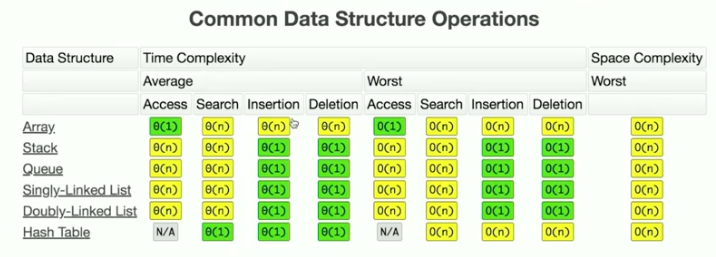 Common Data Structure Operations
Data Structure Time Complexity Space Complexity
Average Worst Worst
Access Search Insertion Deletion Access Search Insertion Deletion
Array Θ(1) Θ(n) Θ(n) Θ(n) O(1) O(n) O(n) O(n) O(n)
Stack Θ(n) Θ(n) Θ(1) Θ(1) O(n) O(n) O(1) O(1) O(n)
Queue Θ(n) Θ(n) Θ(1) Θ(1) O(n) O(n) O(1) O(1) O(n)
Singly-Linked List Θ(n) Θ(n) Θ(1) Θ(1) O(n) O(n) O(1) O(1) O(n)
Doubly-Linked List Θ(n) Θ(n) Θ(1) Θ(1) O(n) O(n) O(1) O(1) O(n)
Hash Table N/A Θ(1) Θ(1) Θ(1) N/A O(n) O(n) O(n) O(n)